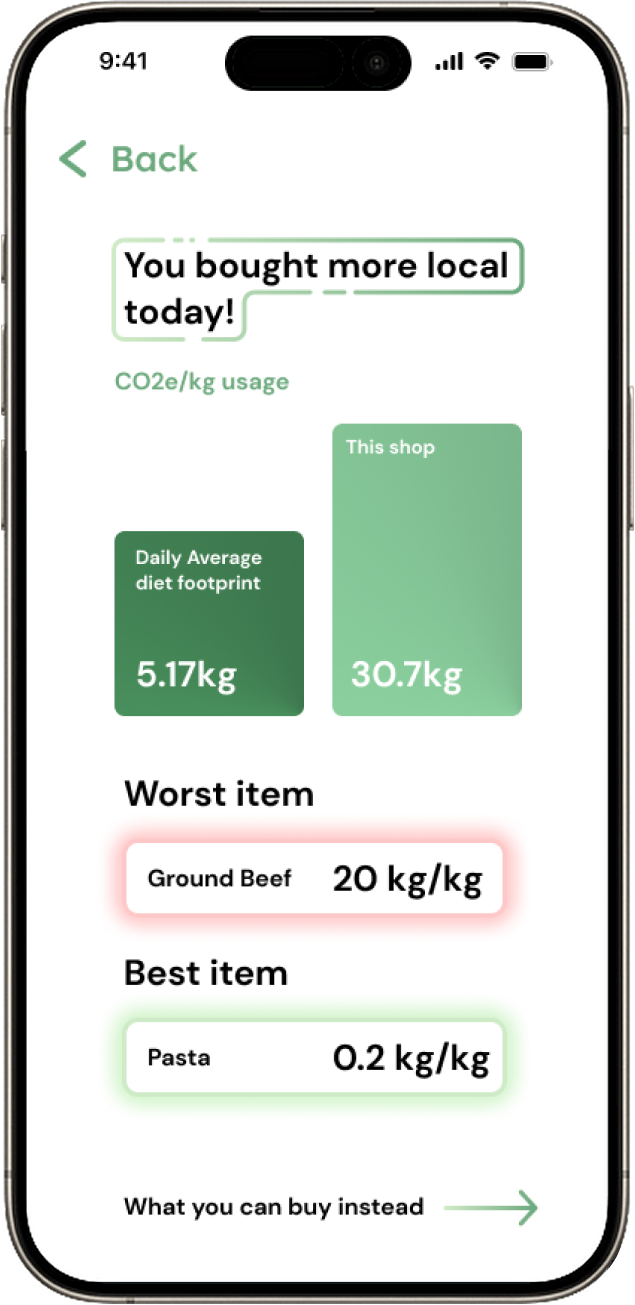 9:41
Back
You bought more local
today!
CO2e/kg usage
This shop
Daily Average
diet footprint
5.17kg
30.7kg
Worst item
Ground Beef 20 kg/kg
Best item
Pasta 0.2 kg/kg
What you can buy instead